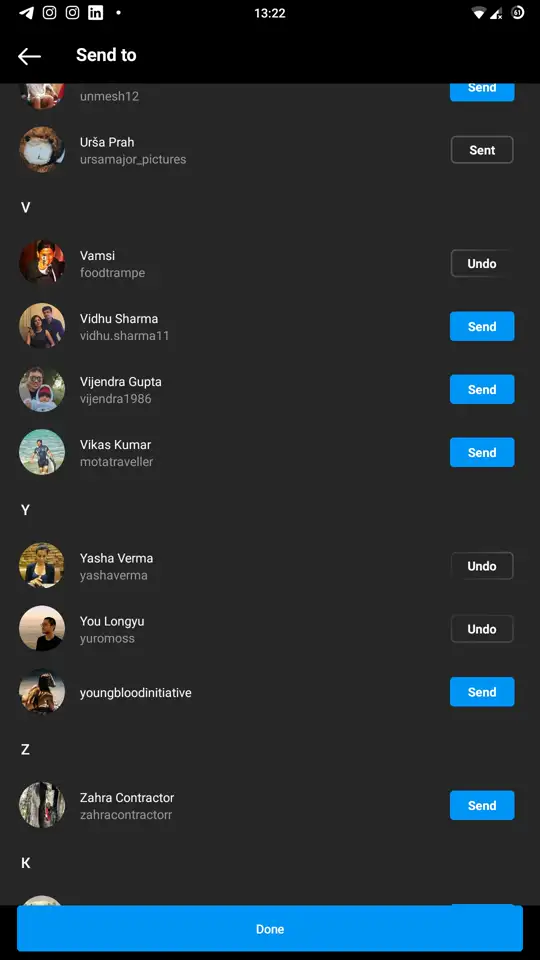 13:22
61
Send to
unmesh12
Send
Urša Prah
ursamajor_pictures
Sent
V
Vamsi
foodtrampe
Undo
Vidhu Sharma
vidhu.sharma11
Send
Vijendra Gupta
vijendra1986
Send
Vikas Kumar
motatraveller
Send
Y
Yasha Verma
yashaverma
Undo
You Longyu
yuromoss
Undo
youngbloodinitiative
Send
Z
Zahra Contractor
zahracontractorr
Send
K
Done